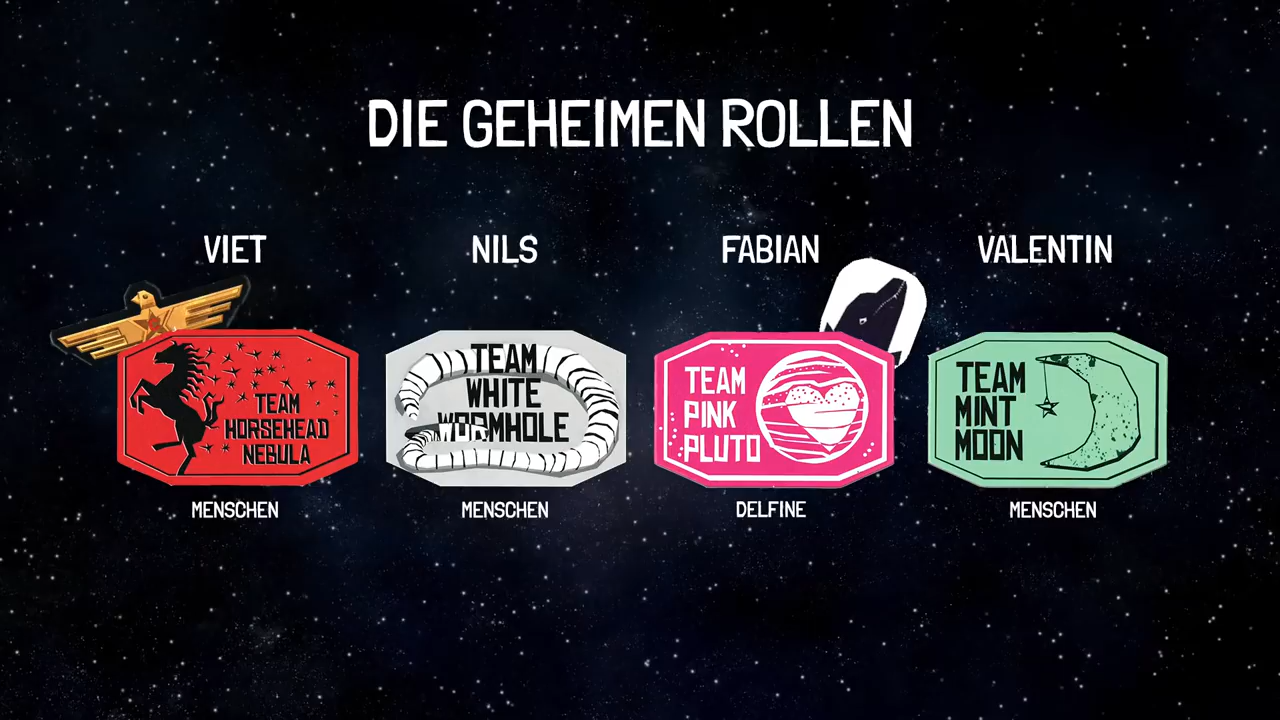 DIE GEHEIMEN ROLLEN
VIET
NILS
FABIAN
VALENTIN
TEAM
HORSEHEAD
NEBULA
TEAM
WHITE
WORMHOLE
TEAM
PINK
PLUTO
TEAM
MINT
MOON
MENSCHEN
MENSCHEN
DELFINE
MENSCHEN